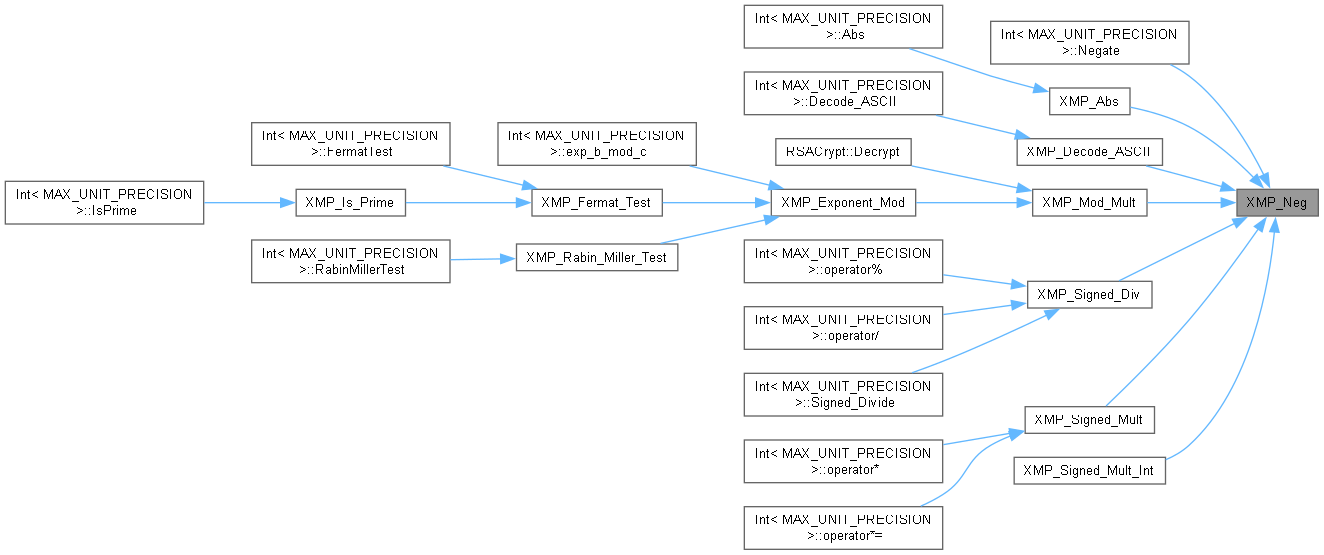 Int< MAX_UNIT_PRECISION
>::Abs
Int< MAX_UNIT_PRECISION
>::Negate
Int< MAX_UNIT_PRECISION
>::Decode_ASCII
XMP_Abs
Int< MAX_UNIT_PRECISION
>::FermatTest
Int< MAX_UNIT_PRECISION
>::exp_b_mod_c
RSACrypt::Decrypt
XMP_Decode_ASCII
Int< MAX_UNIT_PRECISION
>::IsPrime
XMP_Is_Prime
XMP_Fermat_Test
XMP_Exponent_Mod
XMP_Mod_Mult
XMP_Neg
Int< MAX_UNIT_PRECISION
>::RabinMillerTest
XMP_Rabin_Miller_Test
Int< MAX_UNIT_PRECISION
>::operator%
XMP_Signed_Div
Int< MAX_UNIT_PRECISION
>::operator/
Int< MAX_UNIT_PRECISION
>::Signed_Divide
XMP_Signed_Mult
Int< MAX_UNIT_PRECISION
>::operator*
XMP_Signed_Mult_Int
Int< MAX_UNIT_PRECISION
>::operator*=